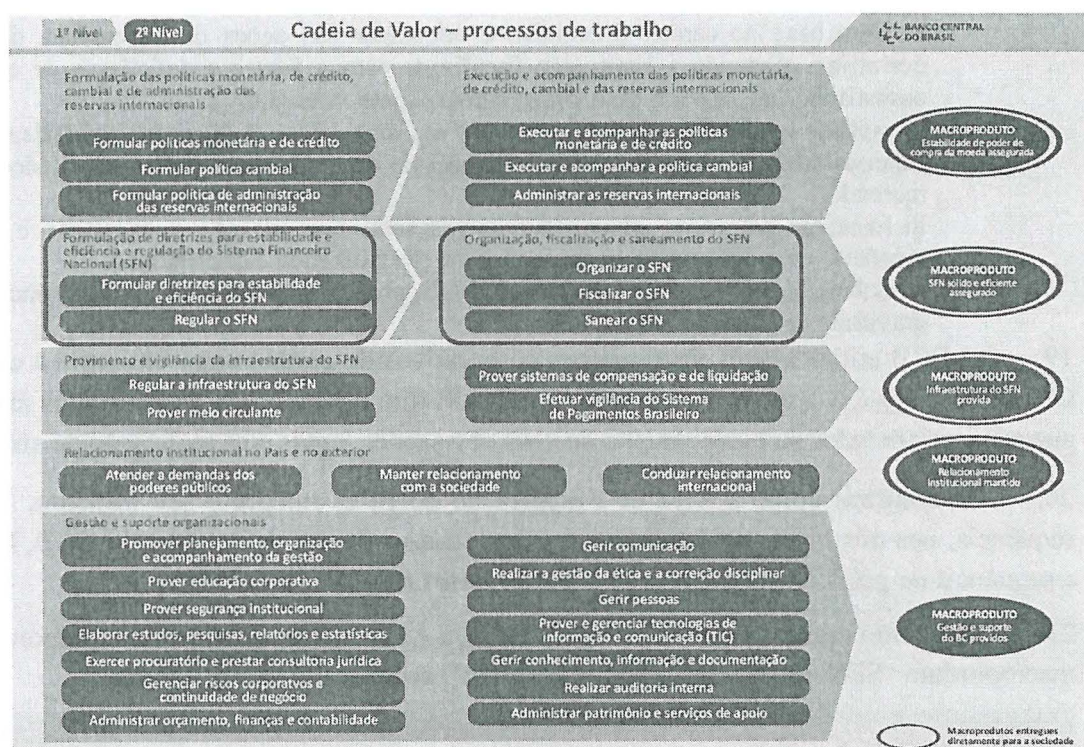 1º Nível
2º Nível
Cadeia de Valor – processos de trabalho
BANCO CENTRAL
DO BRASIL
Formulação das políticas monetária, de crédito,
cambial e de administração das
reservas internacionais
Formular políticas monetária e de crédito
Formular política cambial
Formular política de administração
das reservas internacionais
Execução e acompanhamento das políticas monetária,
de crédito, cambial e das reservas internacionais
Executar e acompanhar as políticas
monetária e de crédito
Executar e acompanhar a política cambial
Administrar as reservas internacionais
MACROPRODUTO
Estabilidade de poder de
compra da moeda assegurada
Formulação de diretrizes para estabilidade e
eficiência e regulação do Sistema Financeiro
Nacional (SFN)
Formular diretrizes para estabilidade
e eficiência do SFN
Regular o SFN
Organização, fiscalização e saneamento do SFN
Organizar o SFN
Fiscalizar o SFN
Sanear o SFN
MACROPRODUTO
SFN sólido e eficiente
assegurado
Provimento e vigilância da infraestrutura do SFN
Regular a infraestrutura do SFN
Prover meio circulante
Prover sistemas de compensação e de liquidação
Efetuar vigilância do Sistema
de Pagamentos Brasileiro
MACROPRODUTO
Infraestrutura do SFN
provida
Relacionamento institucional no País e no exterior
Atender a demandas dos
poderes públicos
Manter relacionamento
com a sociedade
Conduzir relacionamento
internacional
MACROPRODUTO
Relacionamento
institucional mantido
Gestão e suporte organizacionais
Promover planejamento, organização
e acompanhamento da gestão
Prover educação corporativa
Prover segurança institucional
Elaborar estudos, pesquisas, relatórios e estatísticas
Exercer procuratório e prestar consultoria jurídica
Gerenciar riscos corporatvos e
continuidade de negócio
Administrar orçamento, finanças e contabilidade
Gerir comunicação
Realizar a gestão da ética e a correição disciplinar
Gerir pessoas
Prover e gerenciar tecnologias de
informação e comunicação (TIC)
Gerir conhecimento, informação e documentação
Realizar auditoria interna
Administrar patrimônio e serviços de apoio
MACROPRODUTO
Gestão e suporte
do BC providos
Macroprodutos entregues
diretamente para a sociedade